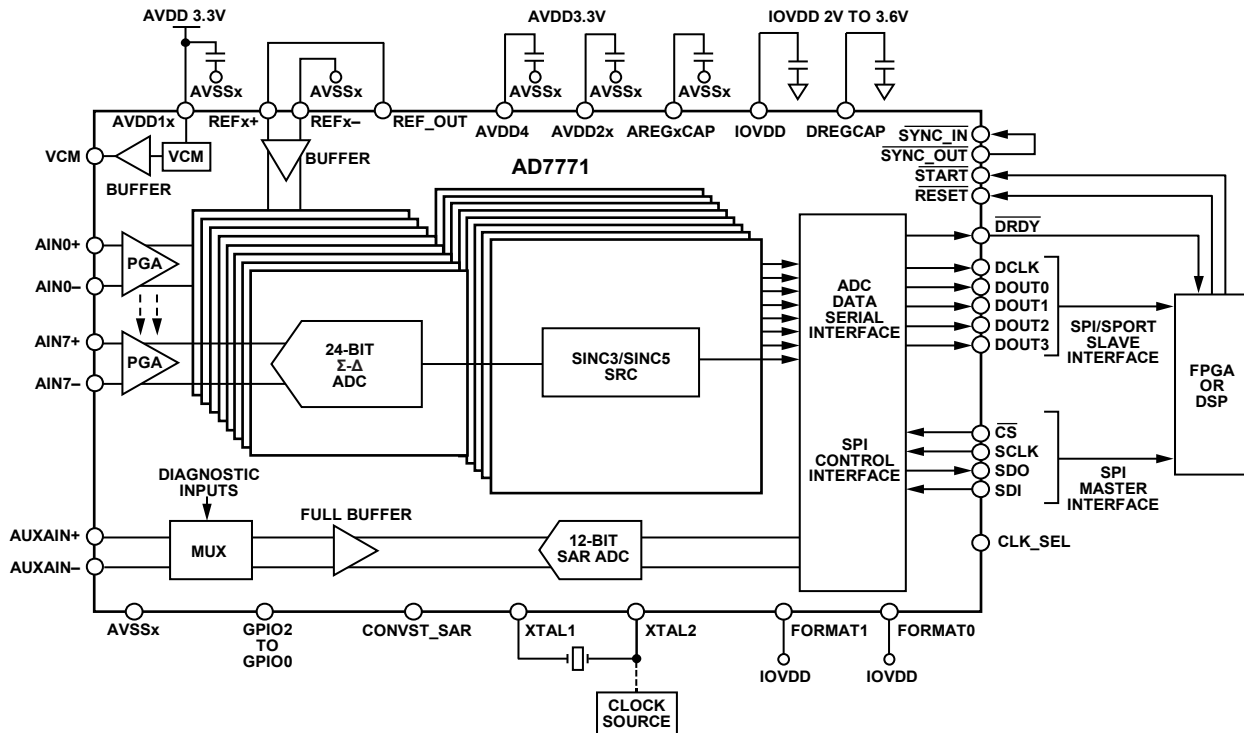 AVDD 3.3V
AVDD3.3V
IOVDD 2V TO 3.6V
AVSSx
AVSSx
AVSSx
AVSSx
AVSSx
AVDD1x
REFx+
REFx–
REF_OUT
AVDD4
AVDD2x
AREGxCAP
IOVDD
DREGCAP
VCM
BUFFER
VCM
BUFFER
AD7771
SYNC_IN
SYNC_OUT
START
RESET
AIN0+
AIN0–
AIN7+
AIN7–
PGA
PGA
24-BIT
Σ-Δ
ADC
SINC3/SINC5
SRC
ADC
DATA
SERIAL
INTERFACE
SPI
CONTROL
INTERFACE
DRDY
DCLK
DOUT0
DOUT1
DOUT2
DOUT3
SPI/SPORT
SLAVE
INTERFACE
FPGA
OR
DSP
CS
SCLK
SDO
SDI
SPI
MASTER
INTERFACE
CLK_SEL
DIAGNOSTIC
INPUTS
AUXAIN+
AUXAIN–
MUX
FULL BUFFER
12-BIT
SAR ADC
AVSSx
GPIO2
TO
GPIO0
CONVST_SAR
XTAL1
XTAL2
FORMAT1
FORMAT0
IOVDD
IOVDD
CLOCK
SOURCE